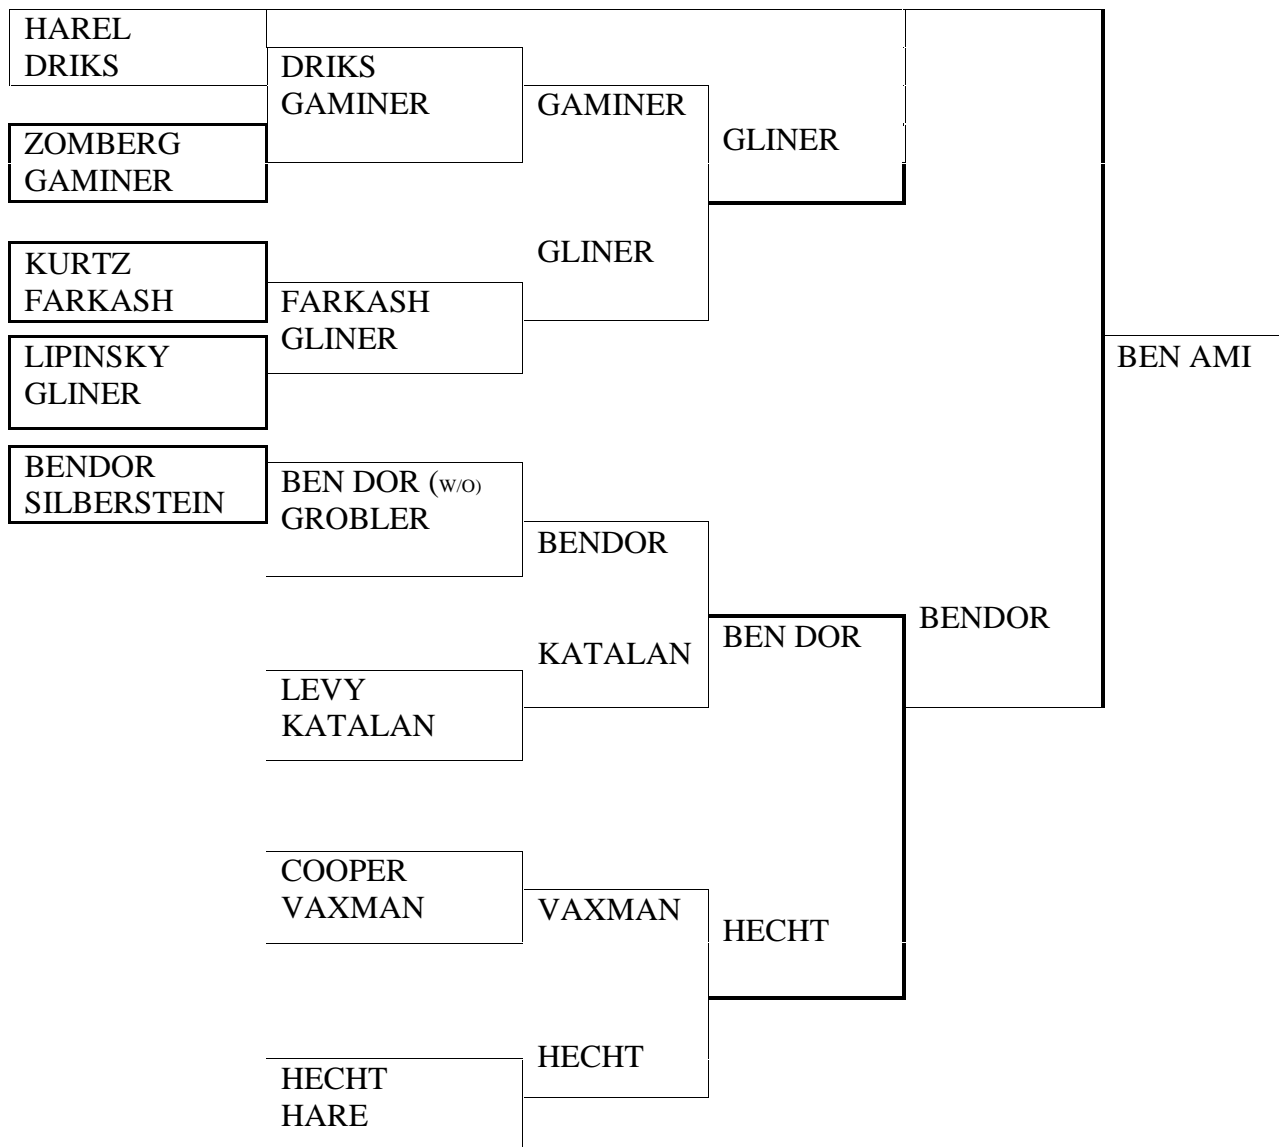 HAREL
DRIKS
DRIKS
GAMINER
GAMINER
GLINER
ZOMBERG
GAMINER
GLINER
KURTZ
FARKASH
FARKASH
GLINER
LIPINSKY
GLINER
BEN AMI
BENDOR
SILBERSTEIN
BEN DOR (W/O)
GROBLER
BENDOR
KATALAN
BEN DOR
BENDOR
LEVY
KATALAN
COOPER
VAXMAN
VAXMAN
HECHT
HECHT
HECHT
HARE